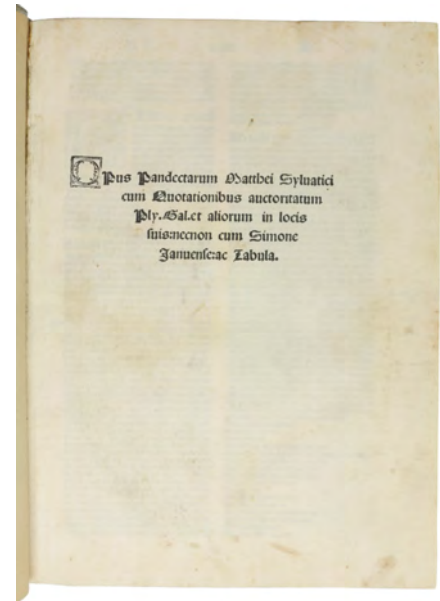 OPus Pandectarum Matthei Syluatici
cum Quotationibus auctoritatum
Ply. Gal. et aliorum in locis
suis: necnon cum Simone
Januense: ac Tabula.